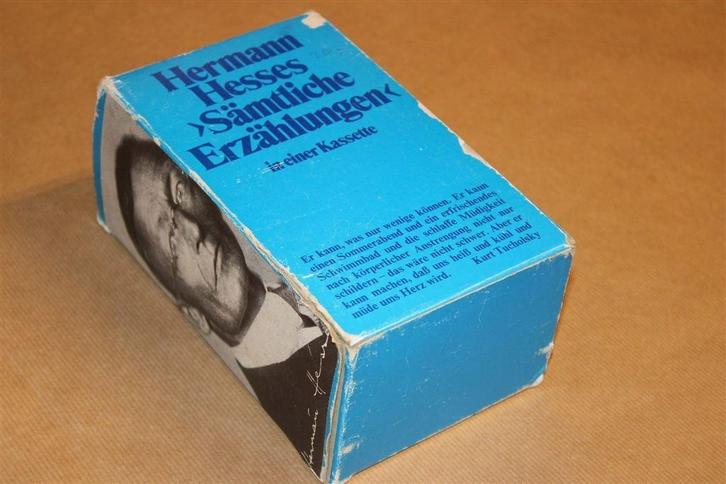 Hermann
Hesses
›Sämtliche
Erzählungen‹
in einer Kassette
Er kann, was nur wenige können. Er kann
einen Sommerabend und ein erfrischendes
Schwimmbad und die schlaffe Müdigkeit
nach körperlicher Anstrengung nicht nur
schildern – das wäre nicht schwer. Aber er
kann machen, daß uns heiß und kühl und
müde ums Herz wird. Kurt Tucholsky
Hermann Hesse